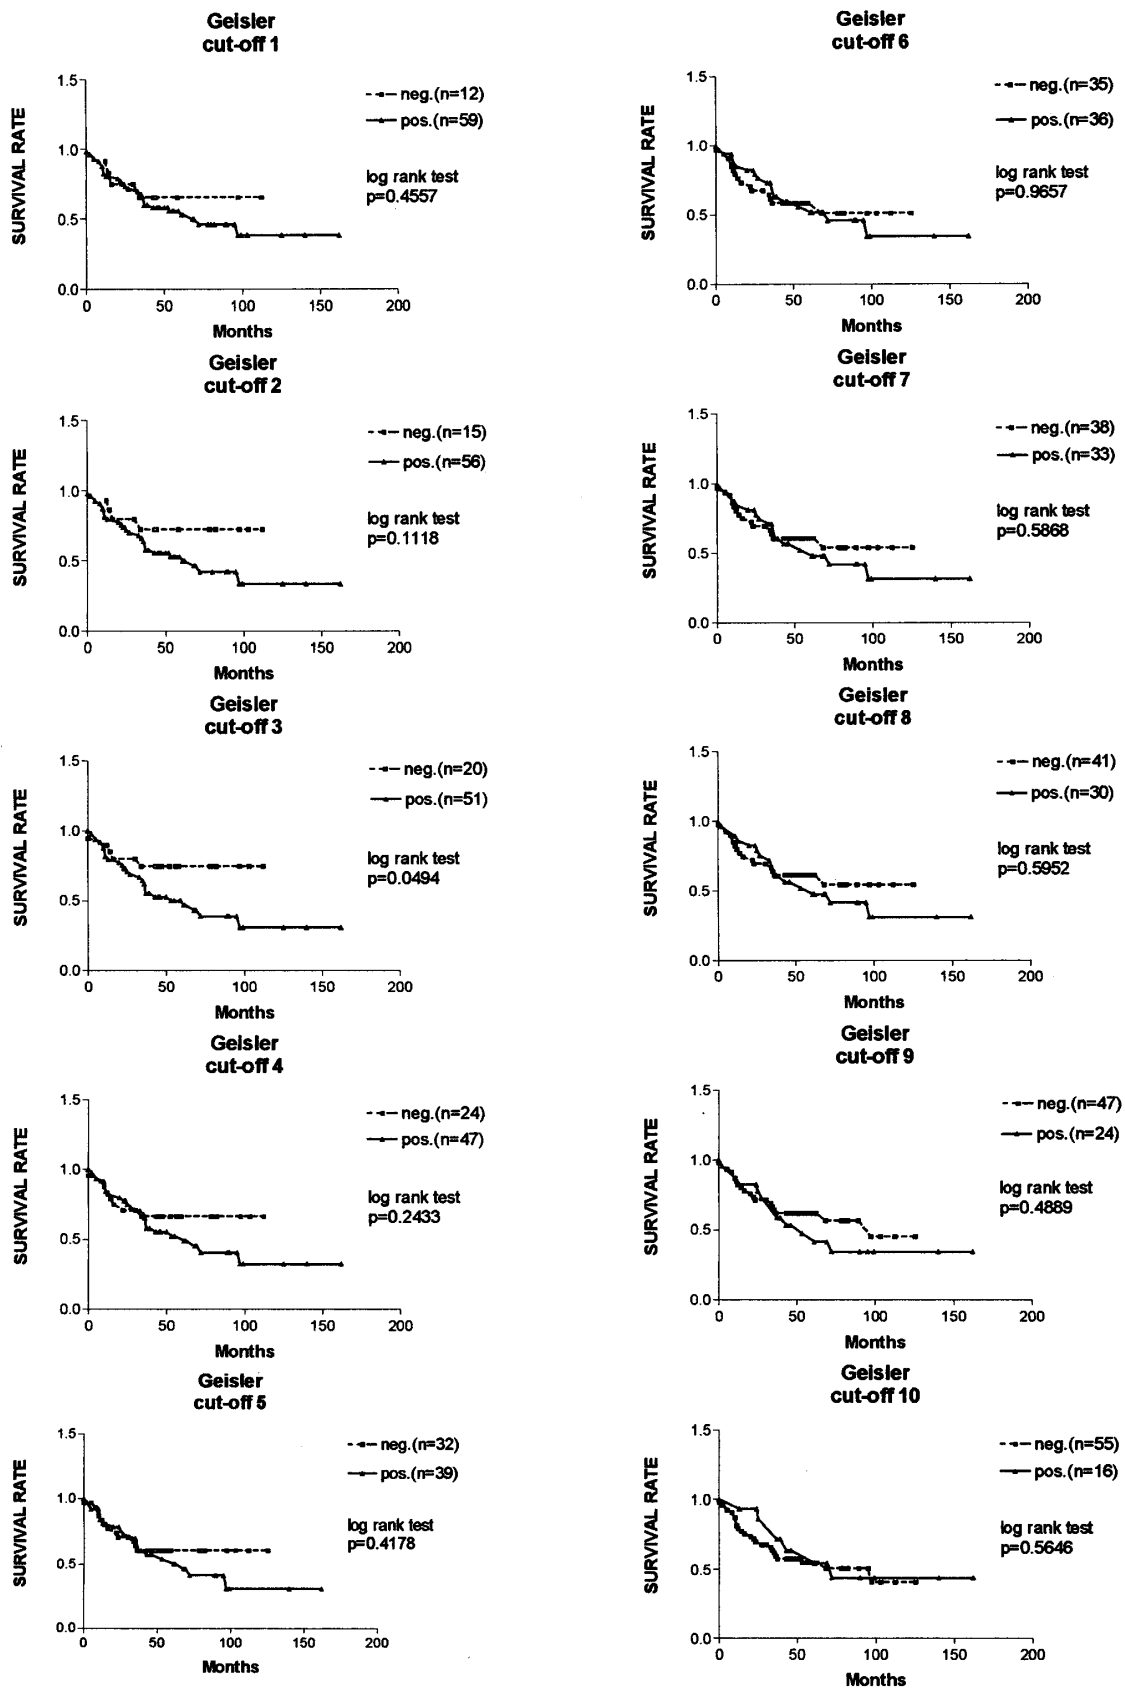 Geisler
cut-off 1
SURVIVAL RATE
1.5
1.0
0.5
0.0
neg.(n=12)
pos.(n=59)
log rank test
p=0.4557
0 50 100 150 200
Months
Geisler
cut-off 2
SURVIVAL RATE
1.5
1.0
0.5
0.0
neg.(n=15)
pos.(n=56)
log rank test
p=0.1118
0 50 100 150 200
Months
Geisler
cut-off 3
SURVIVAL RATE
1.5
1.0
0.5
0.0
neg.(n=20)
pos.(n=51)
log rank test
p=0.0494
0 50 100 150 200
Months
Geisler
cut-off 4
SURVIVAL RATE
1.5
1.0
0.5
0.0
neg.(n=24)
pos.(n=47)
log rank test
p=0.2433
0 50 100 150 200
Months
Geisler
cut-off 5
SURVIVAL RATE
1.5
1.0
0.5
0.0
neg.(n=32)
pos.(n=39)
log rank test
p=0.4178
0 50 100 150 200
Months
Geisler
cut-off 6
SURVIVAL RATE
1.5
1.0
0.5
0.0
neg.(n=35)
pos.(n=36)
log rank test
p=0.9657
0 50 100 150 200
Months
Geisler
cut-off 7
SURVIVAL RATE
1.5
1.0
0.5
0.0
neg.(n=38)
pos.(n=33)
log rank test
p=0.5868
0 50 100 150 200
Months
Geisler
cut-off 8
SURVIVAL RATE
1.5
1.0
0.5
0.0
neg.(n=41)
pos.(n=30)
log rank test
p=0.5952
0 50 100 150 200
Months
Geisler
cut-off 9
SURVIVAL RATE
1.5
1.0
0.5
0.0
neg.(n=47)
pos.(n=24)
log rank test
p=0.4889
0 50 100 150 200
Months
Geisler
cut-off 10
SURVIVAL RATE
1.5
1.0
0.5
0.0
neg.(n=55)
pos.(n=16)
log rank test
p=0.5646
0 50 100 150 200
Months